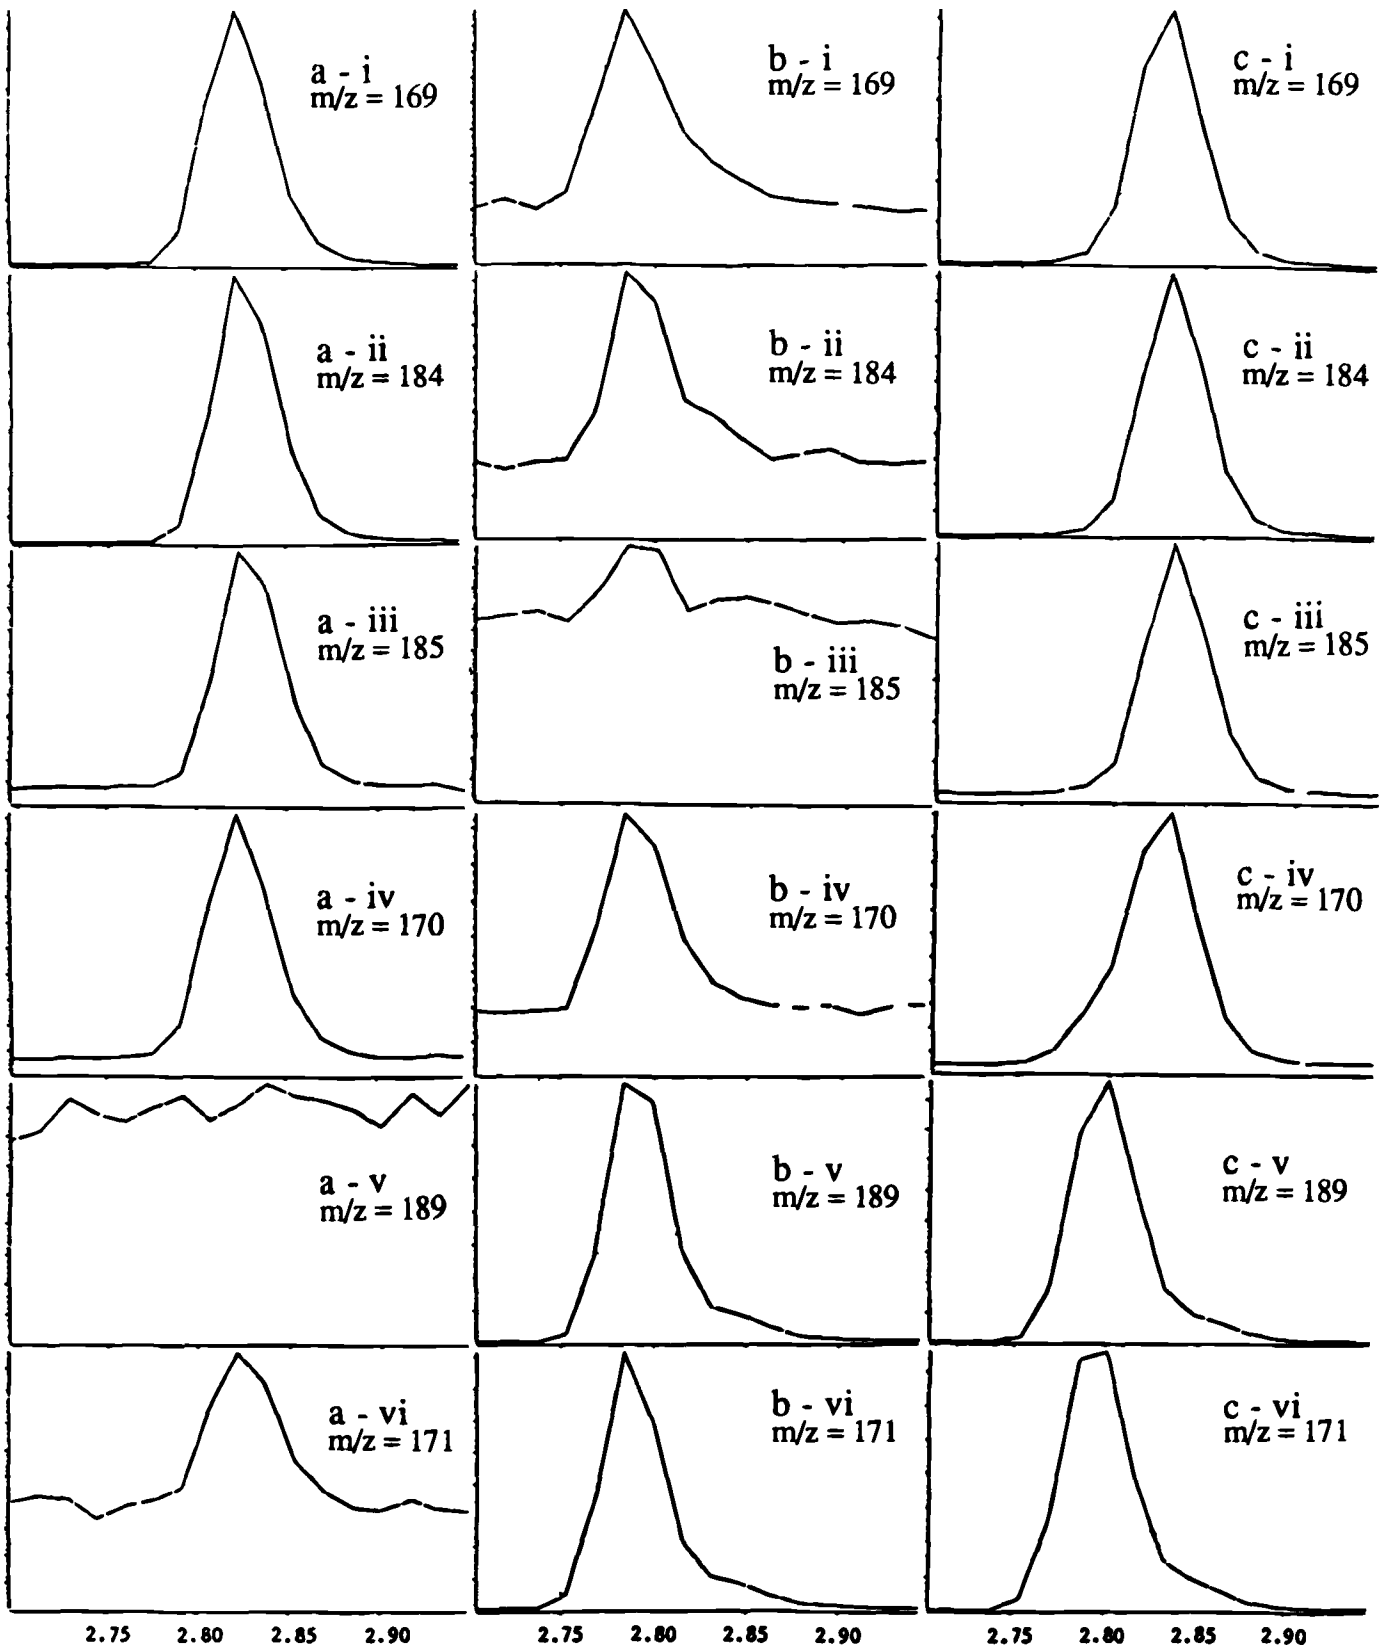 a - i
m/z = 169
b - i
m/z = 169
c - i
m/z = 169
a - ii
m/z = 184
b - ii
m/z = 184
c - ii
m/z = 184
a - iii
m/z = 185
b - iii
m/z = 185
c - iii
m/z = 185
a - iv
m/z = 170
b - iv
m/z = 170
c - iv
m/z = 170
a - v
m/z = 189
b - v
m/z = 189
c - v
m/z = 189
a - vi
m/z = 171
b - vi
m/z = 171
c - vi
m/z = 171
2.75 2.80 2.85 2.90 2.75 2.80 2.85 2.90 2.75 2.80 2.85 2.90